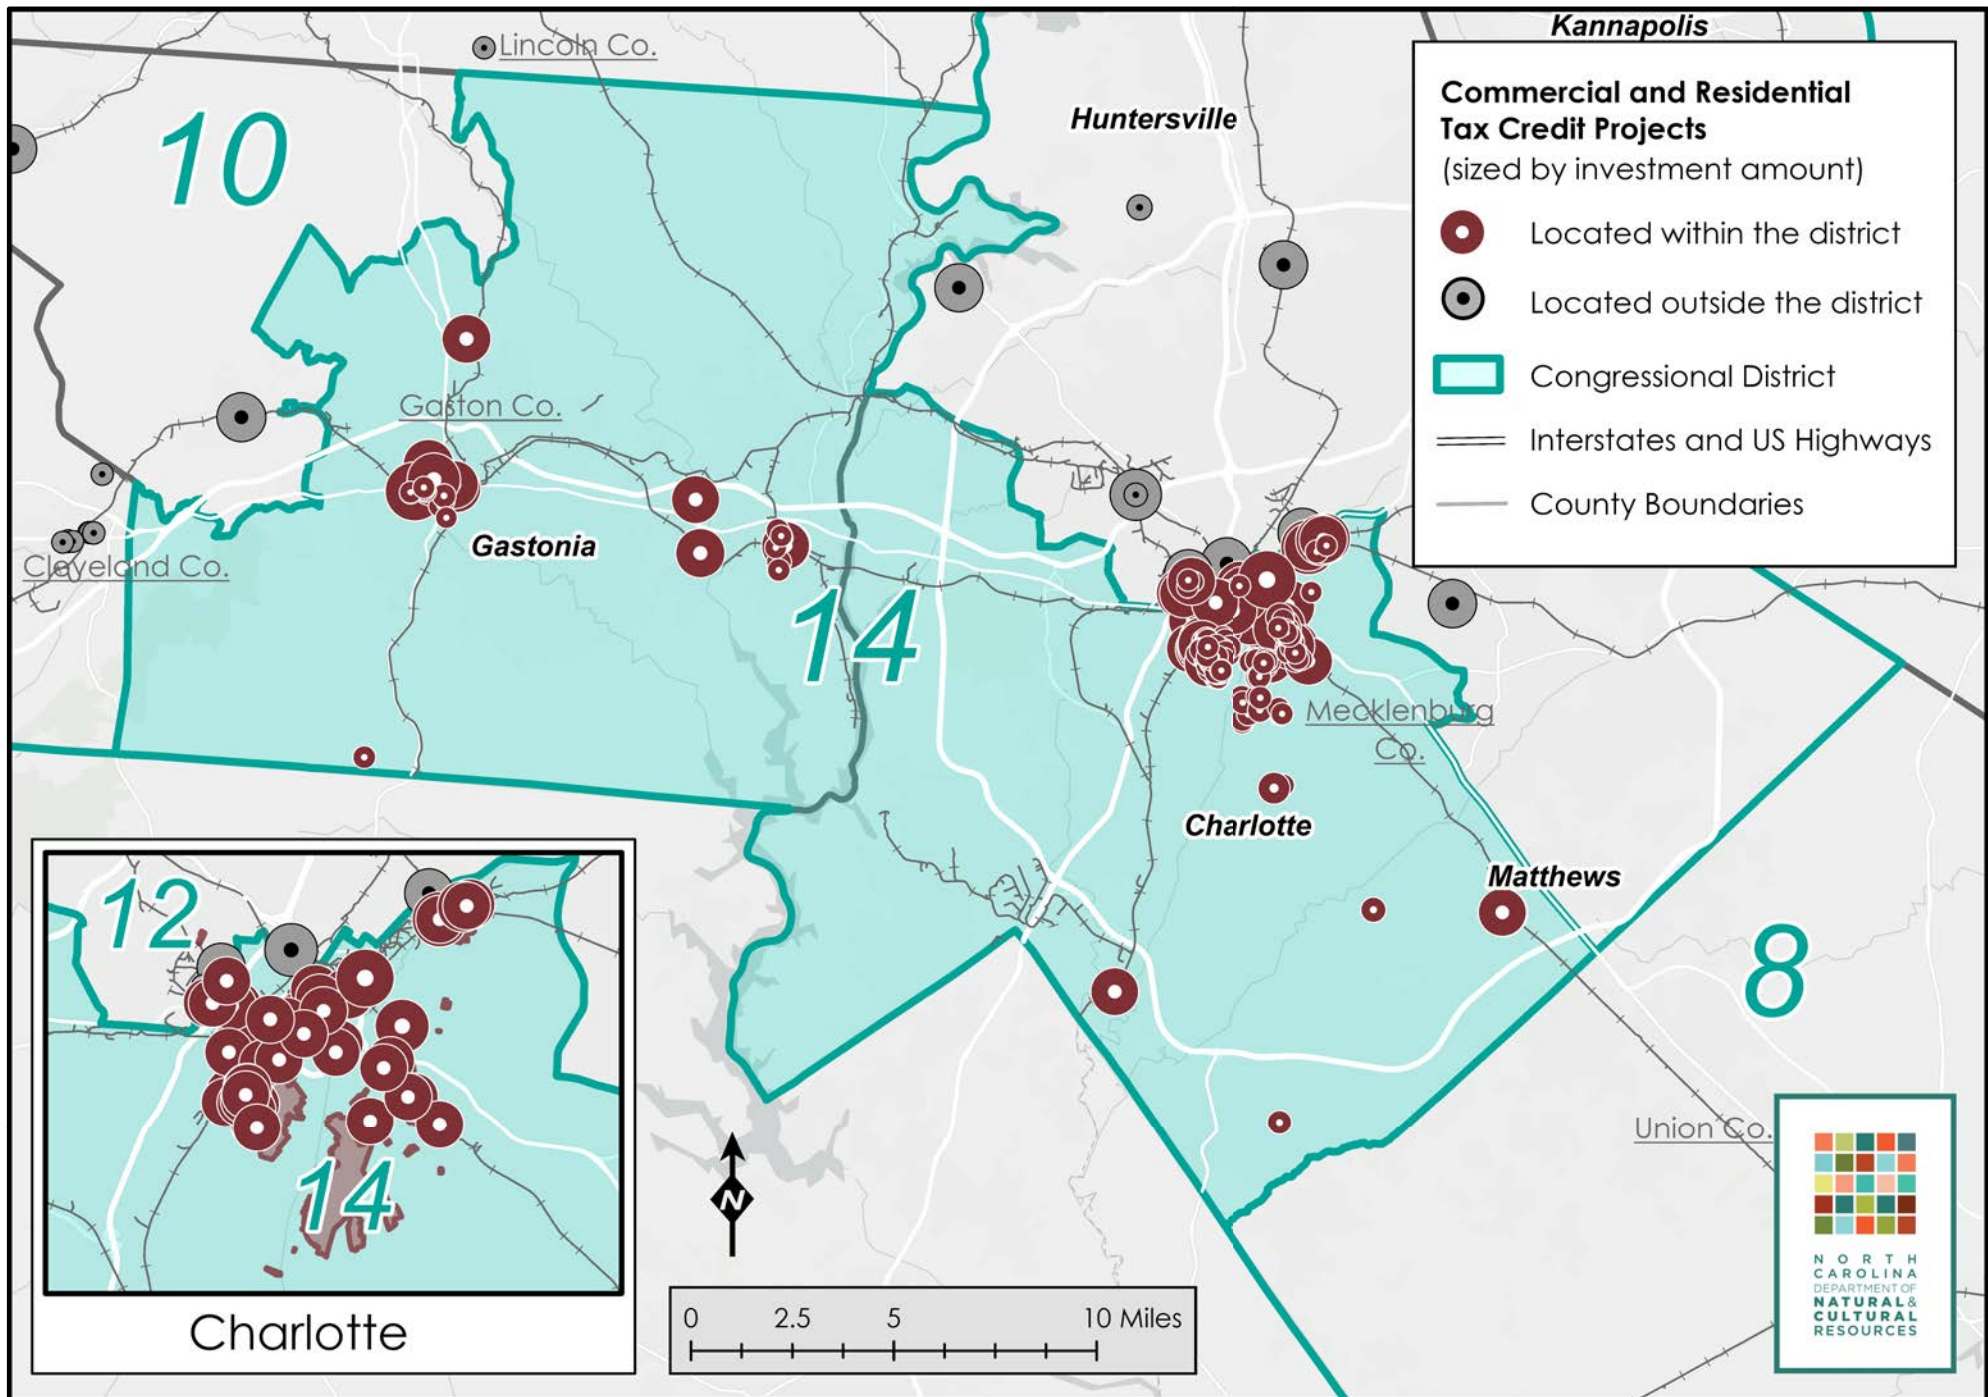 Kannapolis
Lincoln Co.
10
Huntersville
Commercial and Residential
Tax Credit Projects
(sized by investment amount)
Located within the district
Located outside the district
Congressional District
Interstates and US Highways
County Boundaries
Gaston Co.
Gastonia
Cleveland Co.
14
Mecklenburg
Co.
Charlotte
Matthews
8
Union Co.
12
14
Charlotte
N
0 2.5 5 10 Miles
NORTH
CAROLINA
DEPARTMENT OF
NATURAL &
CULTURAL
RESOURCES